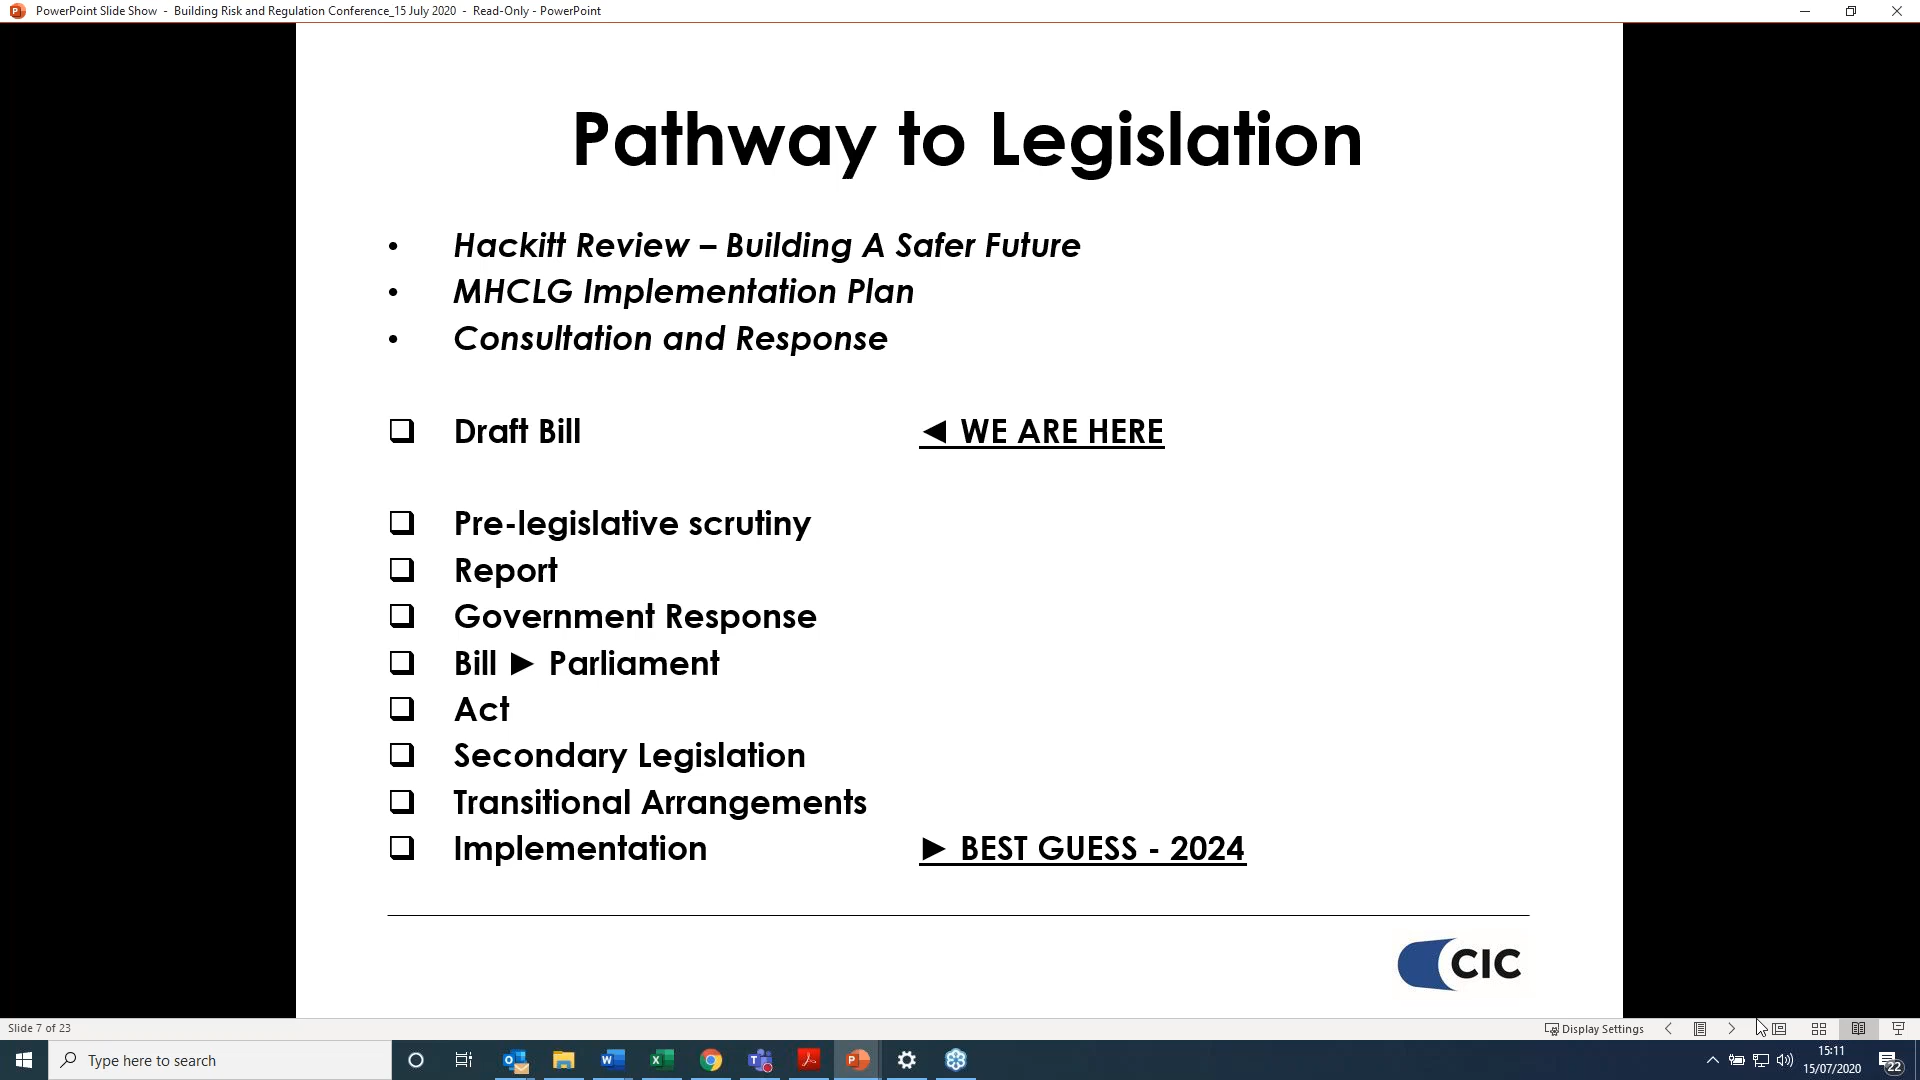 PowerPoint Slide Show - Building Risk and Regulation Conference_15 July 2020 - Read-Only - PowerPoint
Pathway to Legislation
• Hackitt Review – Building A Safer Future
• MHCLG Implementation Plan
• Consultation and Response
❑ Draft Bill ◄ WE ARE HERE
❑ Pre-legislative scrutiny
❑ Report
❑ Government Response
❑ Bill ► Parliament
❑ Act
❑ Secondary Legislation
❑ Transitional Arrangements
❑ Implementation ► BEST GUESS - 2024
CIC
Slide 7 of 23 Display Settings
Type here to search
15:11
15/07/2020
22